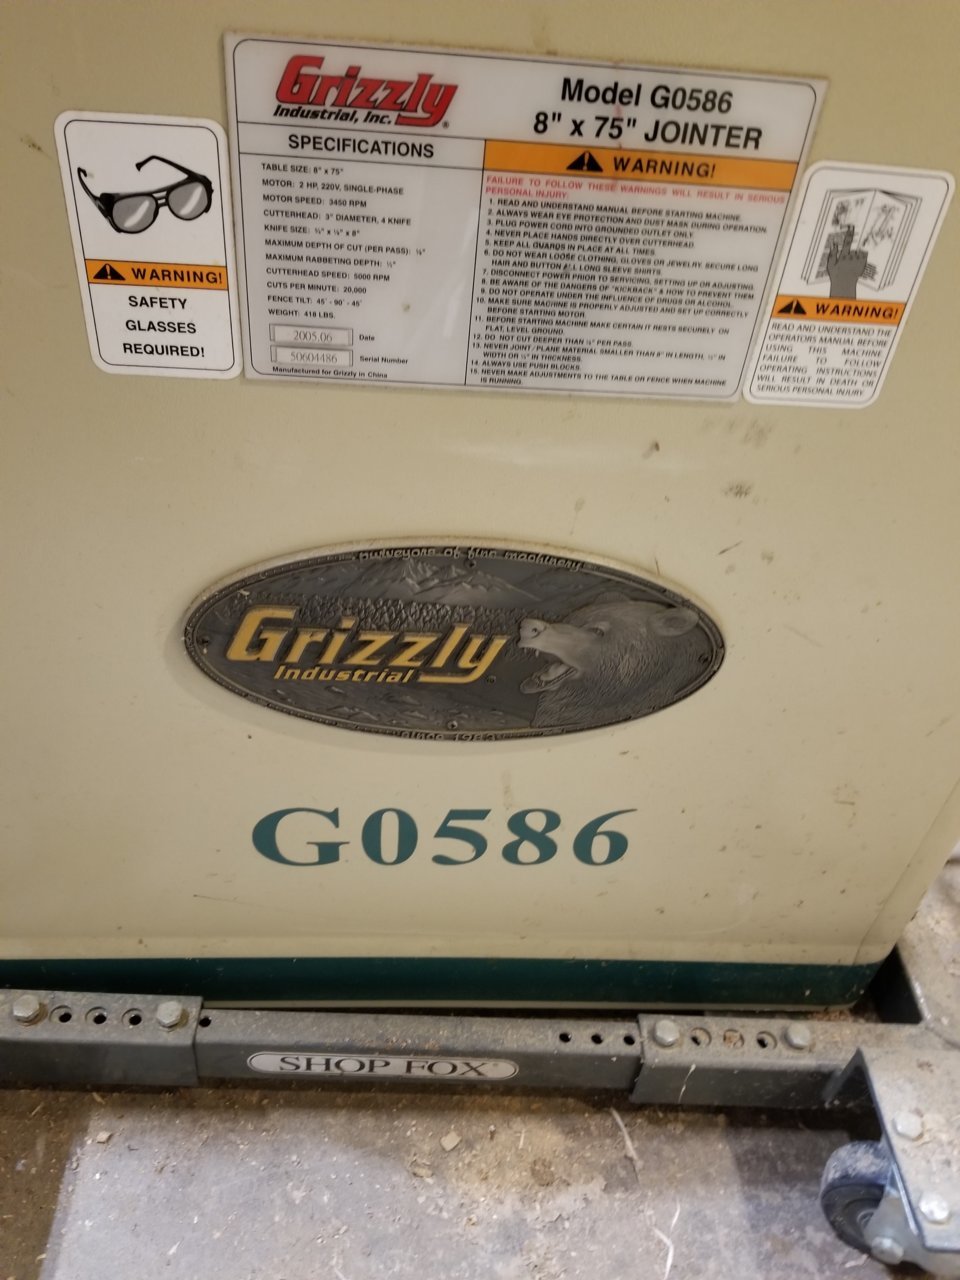 Grizzly
Industrial, Inc.®
Model G0586
8" x 75" JOINTER
SPECIFICATIONS
TABLE SIZE: 8" x 75"
MOTOR: 2 HP, 220V, SINGLE-PHASE
MOTOR SPEED: 3450 RPM
CUTTERHEAD: 3" DIAMETER, 4 KNIFE
KNIFE SIZE:
MAXIMUM DEPTH OF CUT (PER PASS): ⅛"
MAXIMUM RABBETING DEPTH: ½"
CUTTERHEAD SPEED: 5000 RPM
CUTS PER MINUTE: 20,000
FENCE TILT: 45° - 90° - 45°
WEIGHT: 418 LBS.
2005.06 Date
50604486 Serial Number
Manufactured for Grizzly in China
WARNING!
FAILURE TO FOLLOW THESE WARNINGS WILL RESULT IN SERIOUS
PERSONAL INJURY:
1. READ AND UNDERSTAND MANUAL BEFORE STARTING MACHINE.
2. ALWAYS WEAR EYE PROTECTION AND DUST MASK DURING OPERATION.
3. PLUG POWER CORD INTO GROUNDED OUTLET ONLY.
4. NEVER PLACE HANDS DIRECTLY OVER CUTTERHEAD.
5. KEEP ALL GUARDS IN PLACE AT ALL TIMES.
6. DO NOT WEAR LOOSE CLOTHING, GLOVES OR JEWELRY. SECURE LONG
HAIR AND BUTTON ALL LONG SLEEVE SHIRTS.
7. DISCONNECT POWER PRIOR TO SERVICING, SETTING UP OR ADJUSTING.
8. BE AWARE OF THE DANGERS OF "KICKBACK" & HOW TO PREVENT THEM
9. DO NOT OPERATE UNDER THE INFLUENCE OF DRUGS OR ALCOHOL.
10. MAKE SURE MACHINE IS PROPERLY ADJUSTED AND SET UP CORRECTLY
BEFORE STARTING MOTOR.
11. BEFORE STARTING MACHINE MAKE CERTAIN IT RESTS SECURELY ON
FLAT, LEVEL GROUND.
12. DO NOT CUT DEEPER THAN ⅛" PER PASS.
13. NEVER JOINT / PLANE MATERIAL SMALLER THAN 8" IN LENGTH, IN
WIDTH OR IN THICKNESS.
14. ALWAYS USE PUSH BLOCKS.
15. NEVER MAKE ADJUSTMENTS TO THE TABLE OR FENCE WHEN MACHINE
IS RUNNING.
WARNING!
SAFETY
GLASSES
REQUIRED!
WARNING!
READ AND UNDERSTAND THE
OPERATORS MANUAL BEFORE
USING THIS MACHINE
FAILURE TO FOLLOW
OPERATING INSTRUCTIONS
WILL RESULT IN DEATH OR
SERIOUS PERSONAL INJURY
purveyors of fine machinery
Grizzly
Industrial ®
since 1983
G0586
SHOP FOX®